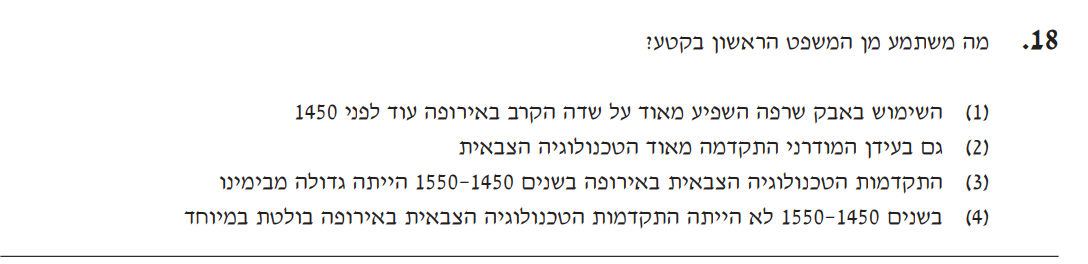 18. מה משתמע מן המשפט הראשון בקטע?
(1) השימוש באבק שרפה השפיע מאוד על שדה הקרב באירופה עוד לפני 1450
(2) גם בעידן המודרני התקדמה מאוד הטכנולוגיה הצבאית
(3) התקדמות הטכנולוגיה הצבאית באירופה בשנים 1450-1550 הייתה גדולה מבימינו
(4) בשנים 1450-1550 לא הייתה התקדמות הטכנולוגיה הצבאית באירופה בולטת במיוחד